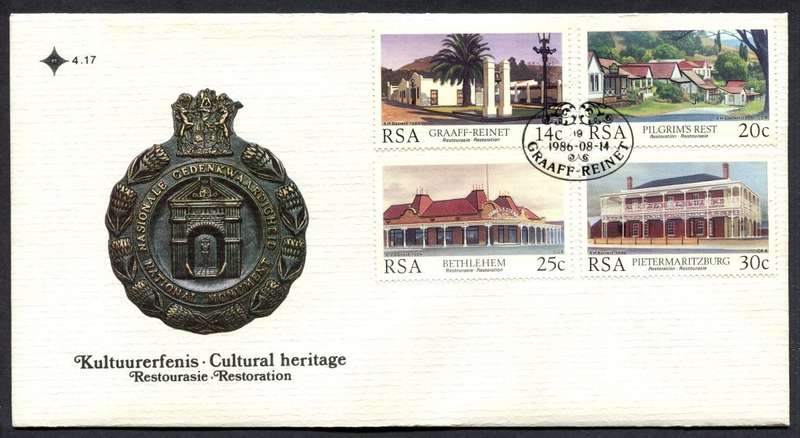 4.17
NASIONALE GEDENKWAARDIGHEID
NATIONAL MONUMENT
Kultuurerfenis · Cultural heritage
Restourasie · Restoration
RSA GRAAFF-REINET 14c
Restourasie · Restoration
RSA PILGRIM'S REST 20c
Restoration · Restourasie
19
1986-08-14
GRAAFF-REINET
RSA BETHLEHEM 25c
Restourasie · Restoration
RSA PIETERMARITZBURG 30c
Restoration · Restourasie